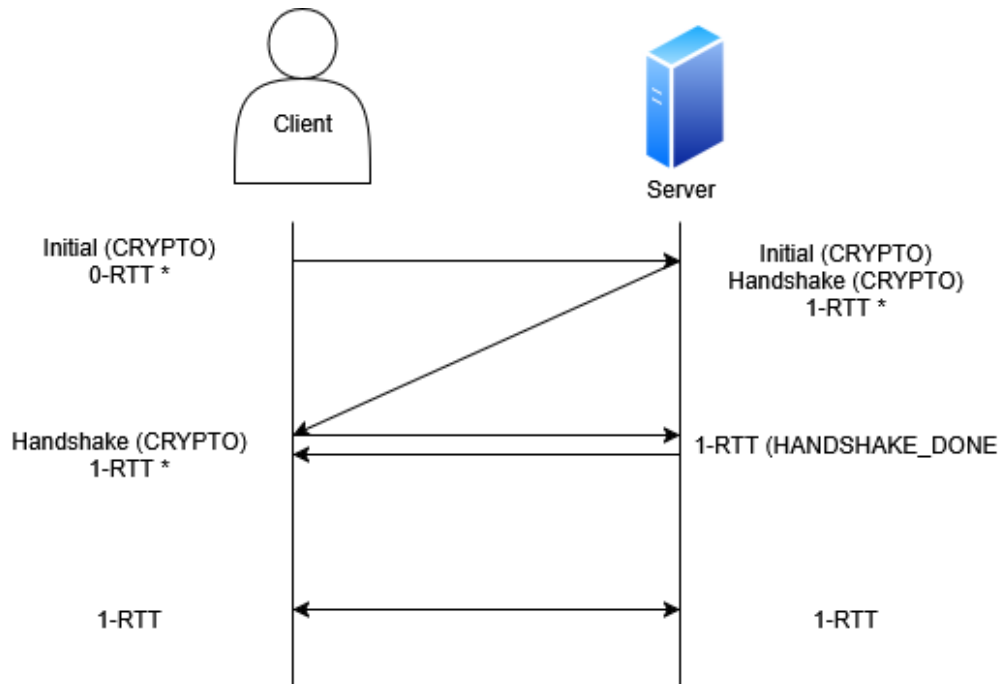 Client
Server
Initial (CRYPTO)
0-RTT *
Initial (CRYPTO)
Handshake (CRYPTO)
1-RTT *
Handshake (CRYPTO)
1-RTT *
1-RTT (HANDSHAKE_DONE
1-RTT
1-RTT